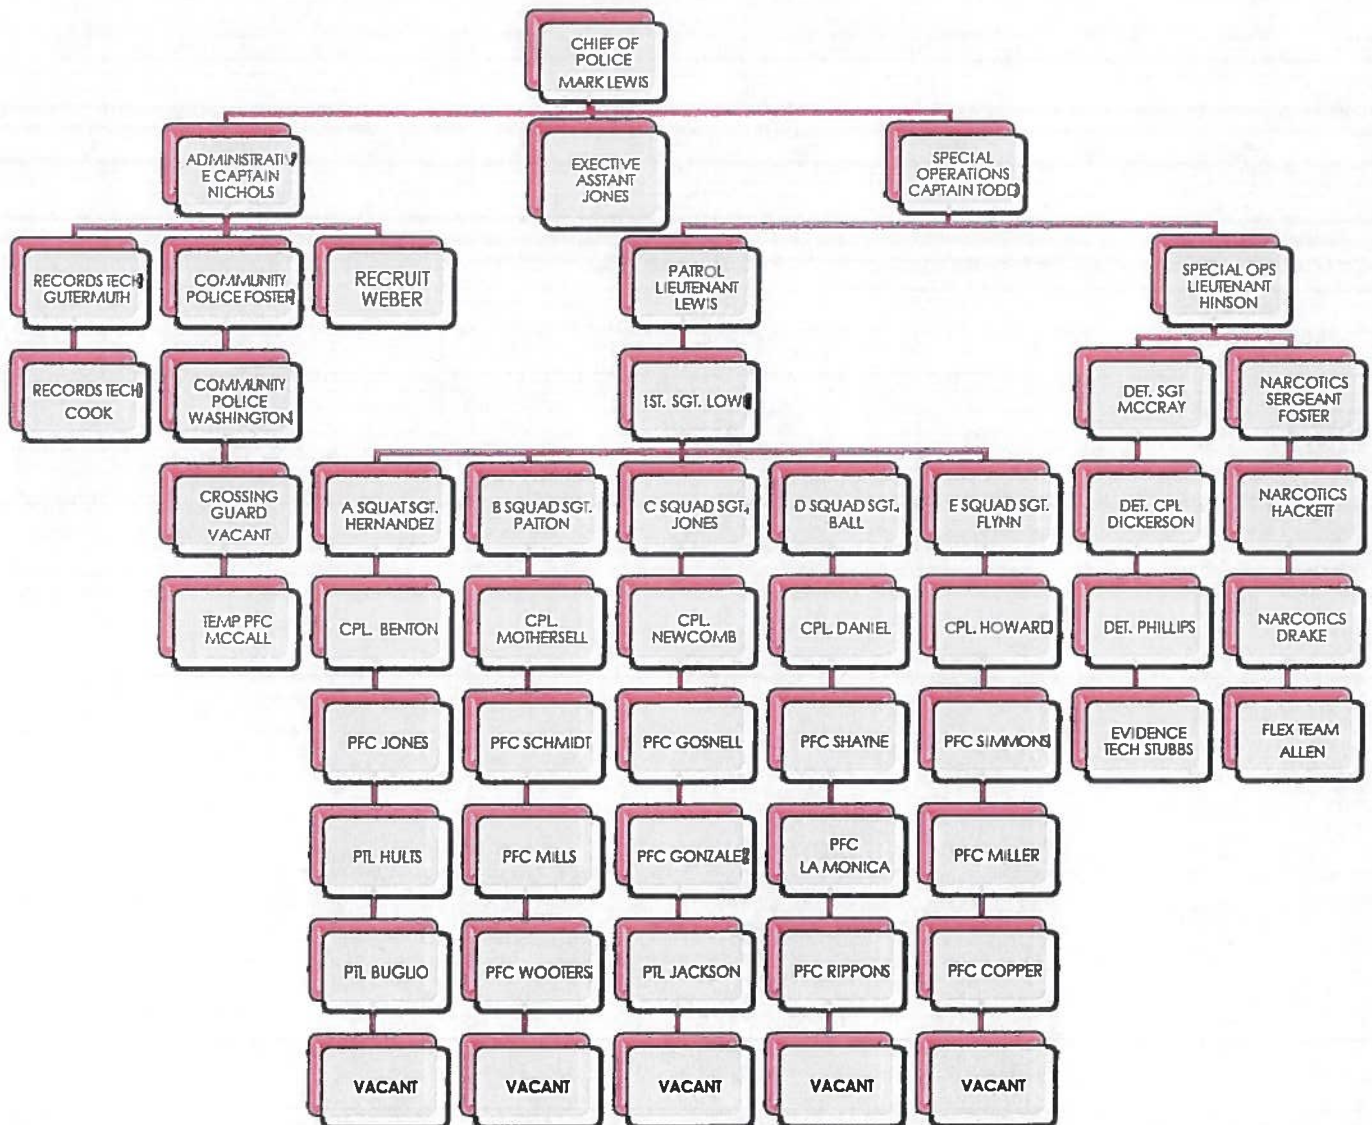 CHIEF OF
POLICE
MARK LEWIS
ADMINISTRATIV
E CAPTAIN
NICHOLS
EXECTIVE
ASSTANT
JONES
SPECIAL
OPERATIONS
CAPTAIN TODD
RECORDS TECH
GUTERMUTH
COMMUNITY
POLICE FOSTER
RECRUIT
WEBER
PATROL
LIEUTENANT
LEWIS
SPECIAL OPS
LIEUTENANT
HINSON
RECORDS TECH
COOK
COMMUNITY
POLICE
WASHINGTON
1ST. SGT. LOWE
DET. SGT
MCCRAY
NARCOTICS
SERGEANT
FOSTER
CROSSING
GUARD
VACANT
A SQUAT SGT.
HERNANDEZ
B SQUAD SGT.
PATTON
C SQUAD SGT.
JONES
D SQUAD SGT.
BALL
E SQUAD SGT.
FLYNN
DET. CPL
DICKERSON
NARCOTICS
HACKETT
TEMP PFC
MCCALL
CPL. BENTON
CPL.
MOTHERSELL
CPL.
NEWCOMB
CPL. DANIEL
CPL. HOWARD
DET. PHILLIPS
NARCOTICS
DRAKE
PFC JONES
PFC SCHMIDT
PFC GOSNELL
PFC SHAYNE
PFC SIMMONS
EVIDENCE
TECH STUBBS
FLEX TEAM
ALLEN
PTL HULTS
PFC MILLS
PFC GONZALEZ
PFC
LA MONICA
PFC MILLER
PTL BUGLIO
PFC WOOTERS
PTL JACKSON
PFC RIPPONS
PFC COPPER
VACANT
VACANT
VACANT
VACANT
VACANT